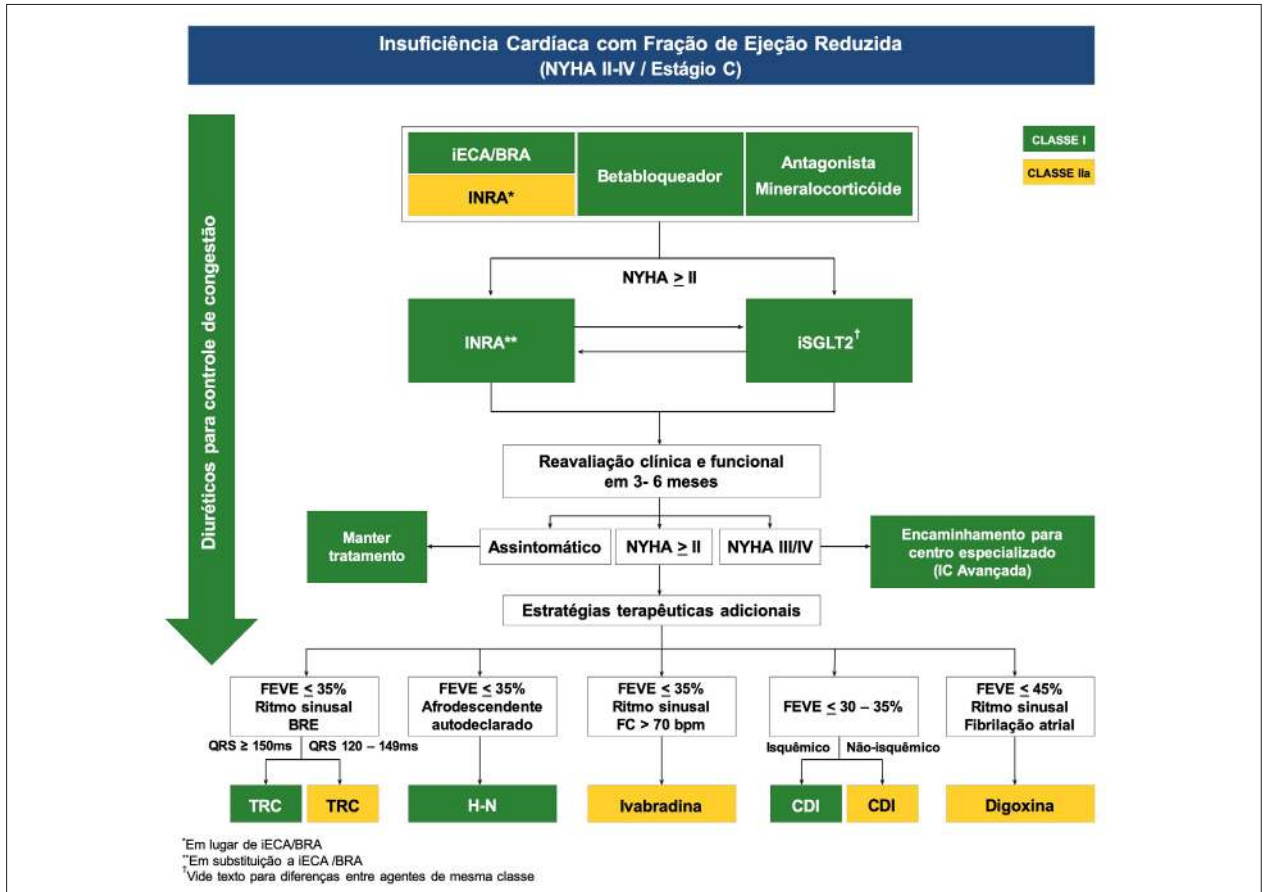 Insuficiência Cardíaca com Fração de Ejeção Reduzida
(NYHA II-IV / Estágio C)
Diuréticos para controle de congestão
iECA/BRA
INRA*
Betabloqueador
Antagonista
Mineralocorticóide
CLASSE I
CLASSE IIa
NYHA ≥ II
INRA**
iSGLT2†
Reavaliação clínica e funcional
em 3- 6 meses
Manter
tratamento
Assintomático
NYHA ≥ II
NYHA III/IV
Encaminhamento para
centro especializado
(IC Avançada)
Estratégias terapêuticas adicionais
FEVE ≤ 35%
Ritmo sinusal
BRE
FEVE ≤ 35%
Afrodescendente
autodeclarado
FEVE ≤ 35%
Ritmo sinusal
FC > 70 bpm
FEVE ≤ 30 – 35%
FEVE ≤ 45%
Ritmo sinusal
Fibrilação atrial
QRS ≥ 150ms
QRS 120 – 149ms
Isquêmico
Não-isquêmico
TRC
TRC
H-N
Ivabradina
CDI
CDI
Digoxina
*Em lugar de iECA/BRA
**Em substituição a iECA /BRA
†Vide texto para diferenças entre agentes de mesma classe